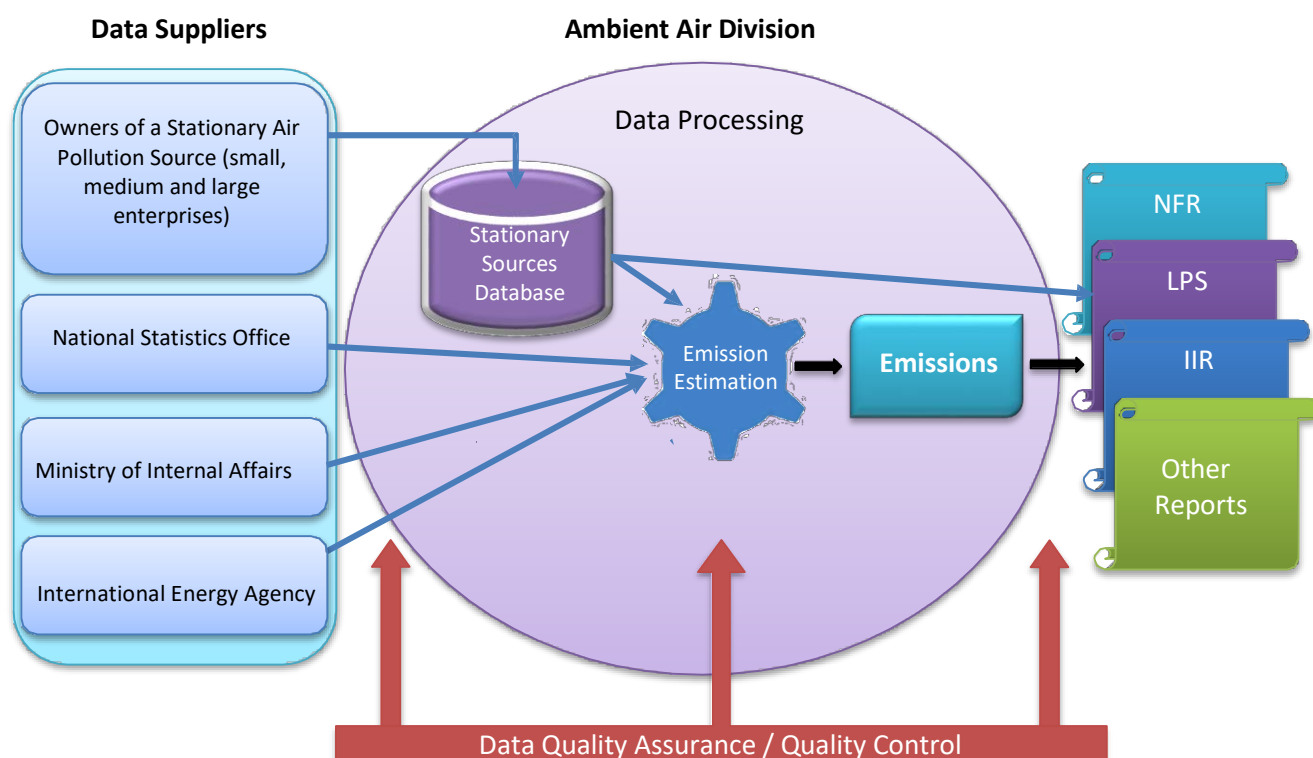 Data Suppliers
Ambient Air Division
Owners of a Stationary Air
Pollution Source (small,
medium and large
enterprises)
National Statistics Office
Ministry of Internal Affairs
International Energy Agency
Data Processing
Stationary
Sources
Database
Emission
Estimation
Emissions
NFR
LPS
IIR
Other
Reports
Data Quality Assurance / Quality Control